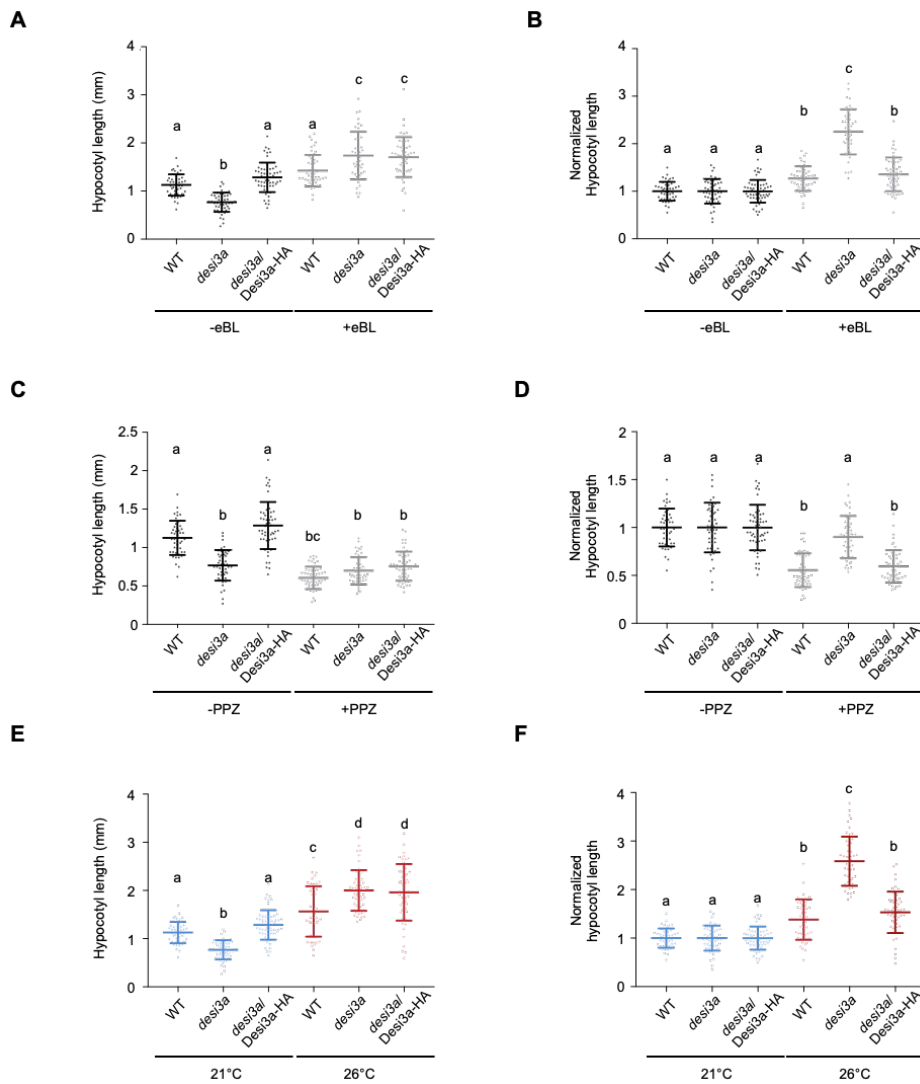 A
Hypocotyl length (mm)
4
3
2
1
0
a
b
a
a
c
c
WT
desi3a
desi3a/
Desi3a-HA
WT
desi3a
desi3a/
Desi3a-HA
-eBL
+eBL
B
Normalized
Hypocotyl length
4
3
2
1
0
a
a
a
b
c
b
WT
desi3a
desi3a/
Desi3a-HA
WT
desi3a
desi3a/
Desi3a-HA
-eBL
+eBL
C
Hypocotyl length (mm)
2.5
2
1.5
1
0.5
0
a
b
a
bc
b
b
WT
desi3a
desi3a/
Desi3a-HA
WT
desi3a
desi3a/
Desi3a-HA
-PPZ
+PPZ
D
Normalized
Hypocotyl length
2
1.5
1
0.5
0
a
a
a
b
a
b
WT
desi3a
desi3a/
Desi3a-HA
WT
desi3a
desi3a/
Desi3a-HA
-PPZ
+PPZ
E
Hypocotyl length (mm)
4
3
2
1
0
a
b
a
c
d
d
WT
desi3a
desi3a/
Desi3a-HA
WT
desi3a
desi3a/
Desi3a-HA
21°C
26°C
F
Normalized
hypocotyl length
4
3
2
1
0
a
a
a
b
c
b
WT
desi3a
desi3a/
Desi3a-HA
WT
desi3a
desi3a/
Desi3a-HA
21°C
26°C